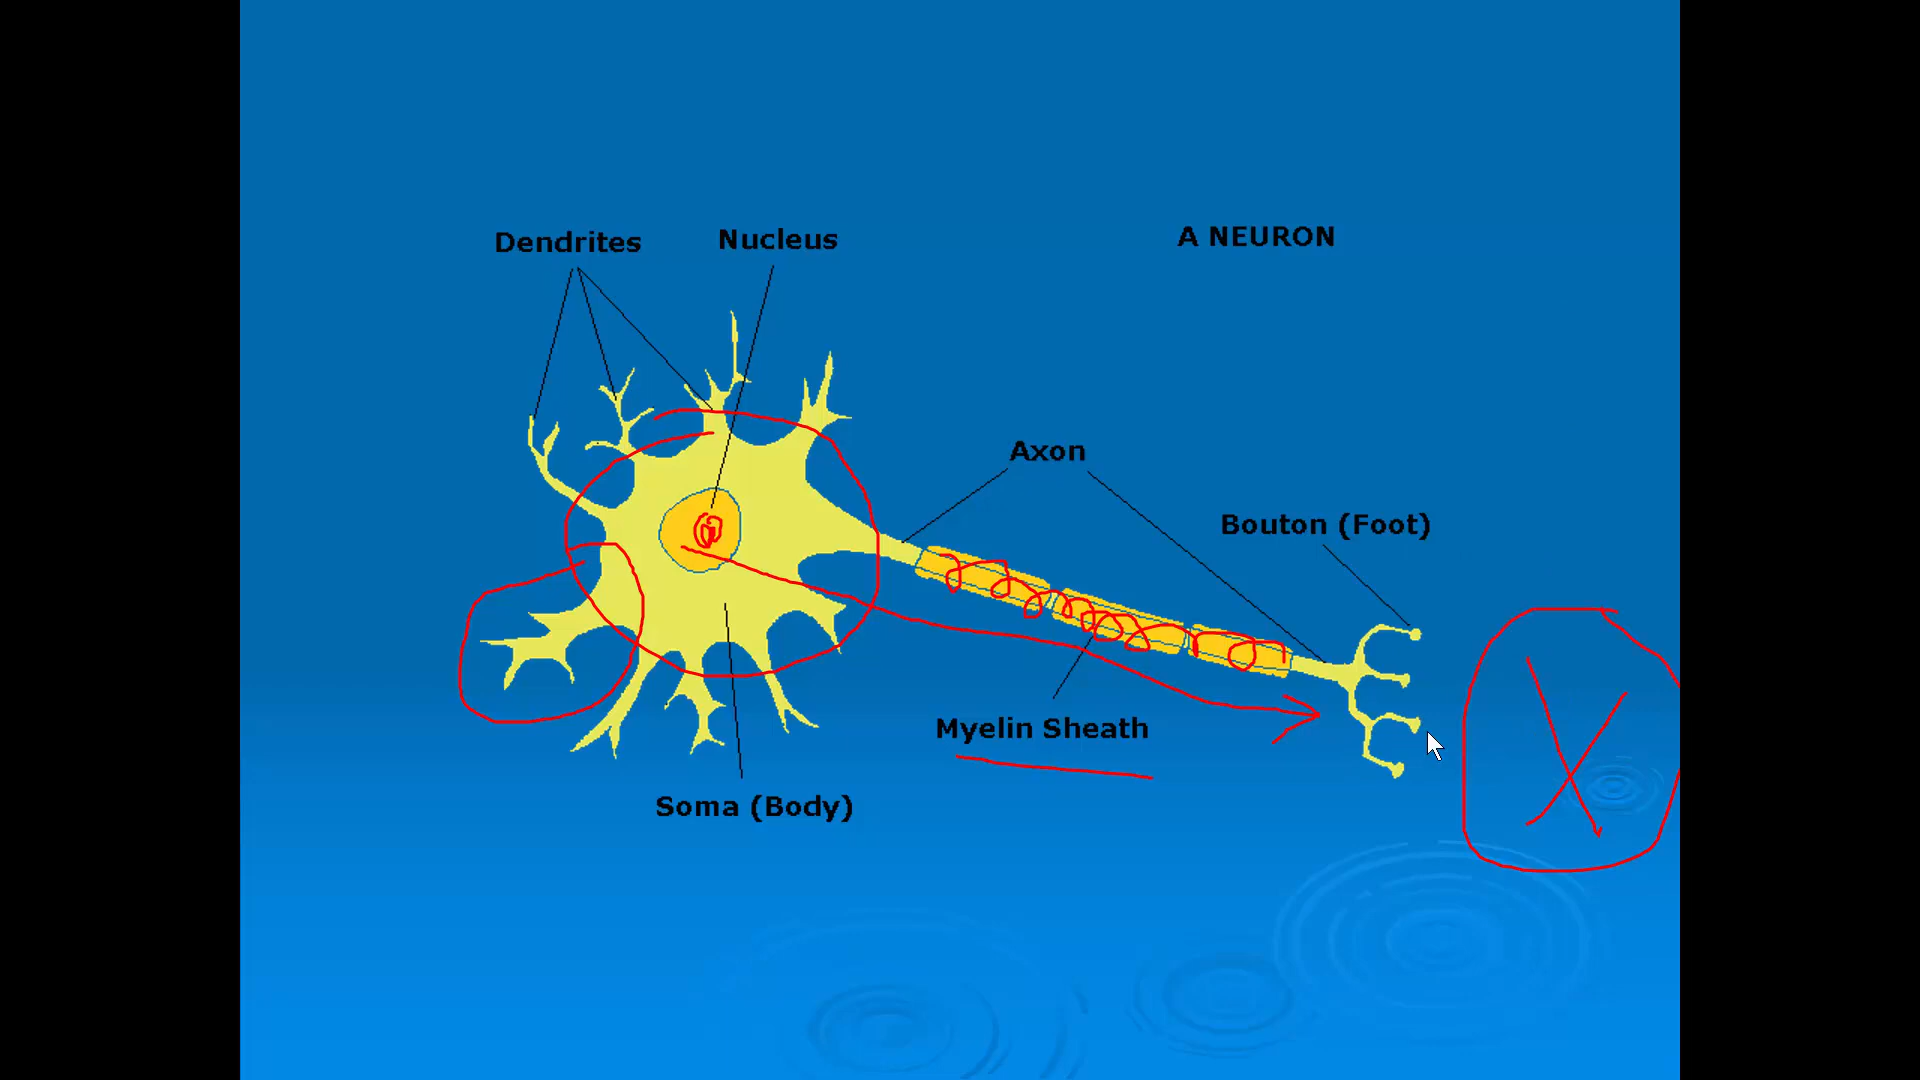 Dendrites
Nucleus
A NEURON
Axon
Bouton (Foot)
Myelin Sheath
Soma (Body)